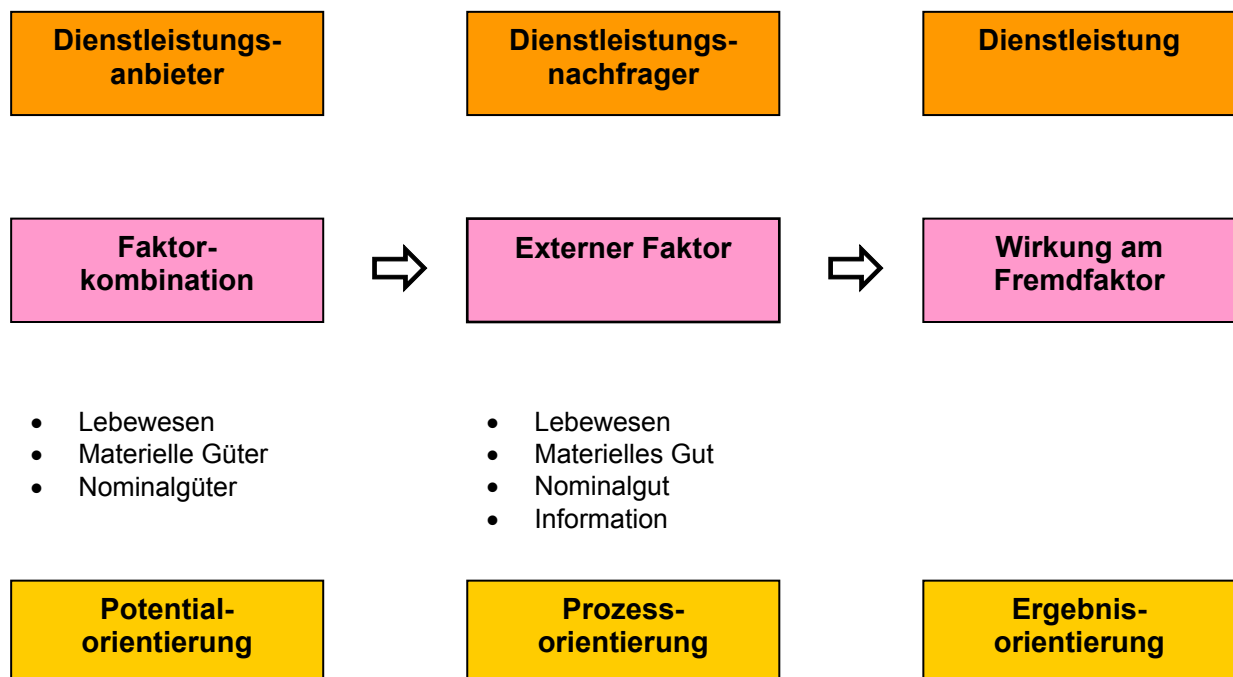 Dienstleistungs-
anbieter
Dienstleistungs-
nachfrager
Dienstleistung
Faktor-
kombination
Externer Faktor
Wirkung am
Fremdfaktor
• Lebewesen
• Materielle Güter
• Nominalgüter
• Lebewesen
• Materielles Gut
• Nominalgut
• Information
Potential-
orientierung
Prozess-
orientierung
Ergebnis-
orientierung